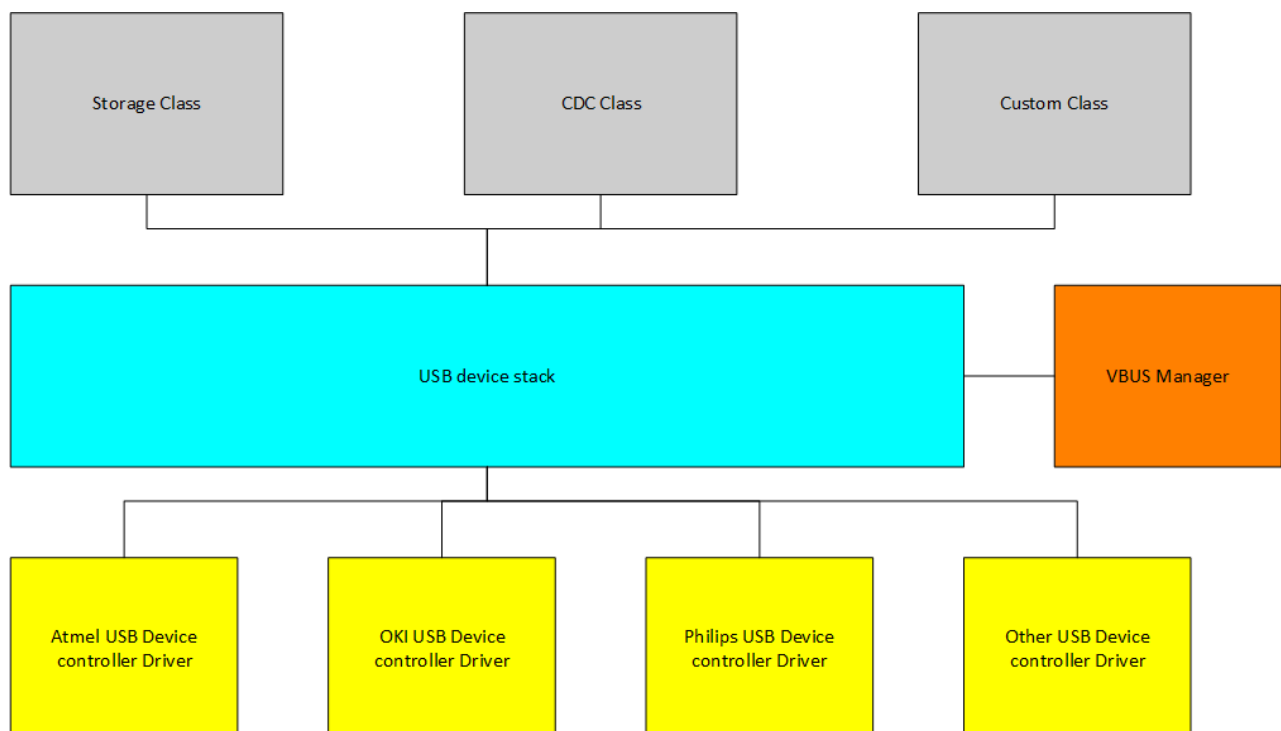 Storage Class
CDC Class
Custom Class
USB device stack
VBUS Manager
Atmel USB Device
controller Driver
OKI USB Device
controller Driver
Philips USB Device
controller Driver
Other USB Device
controller Driver